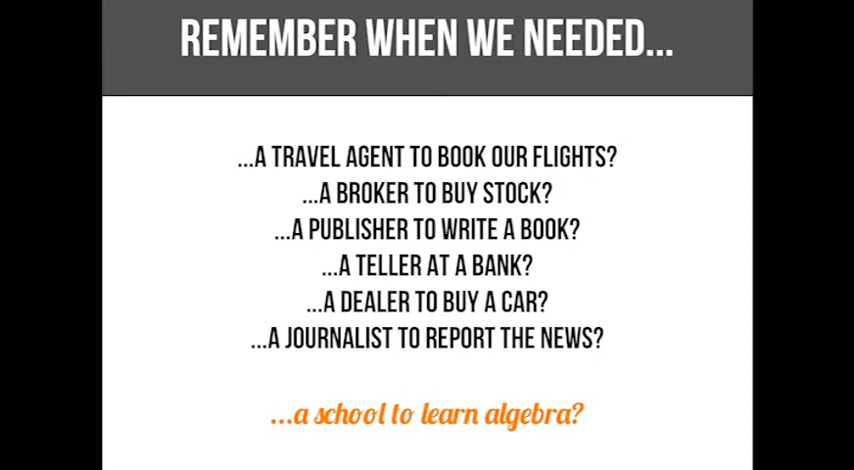 REMEMBER WHEN WE NEEDED...
...A TRAVEL AGENT TO BOOK OUR FLIGHTS?
...A BROKER TO BUY STOCK?
...A PUBLISHER TO WRITE A BOOK?
...A TELLER AT A BANK?
...A DEALER TO BUY A CAR?
...A JOURNALIST TO REPORT THE NEWS?
...a school to learn algebra?